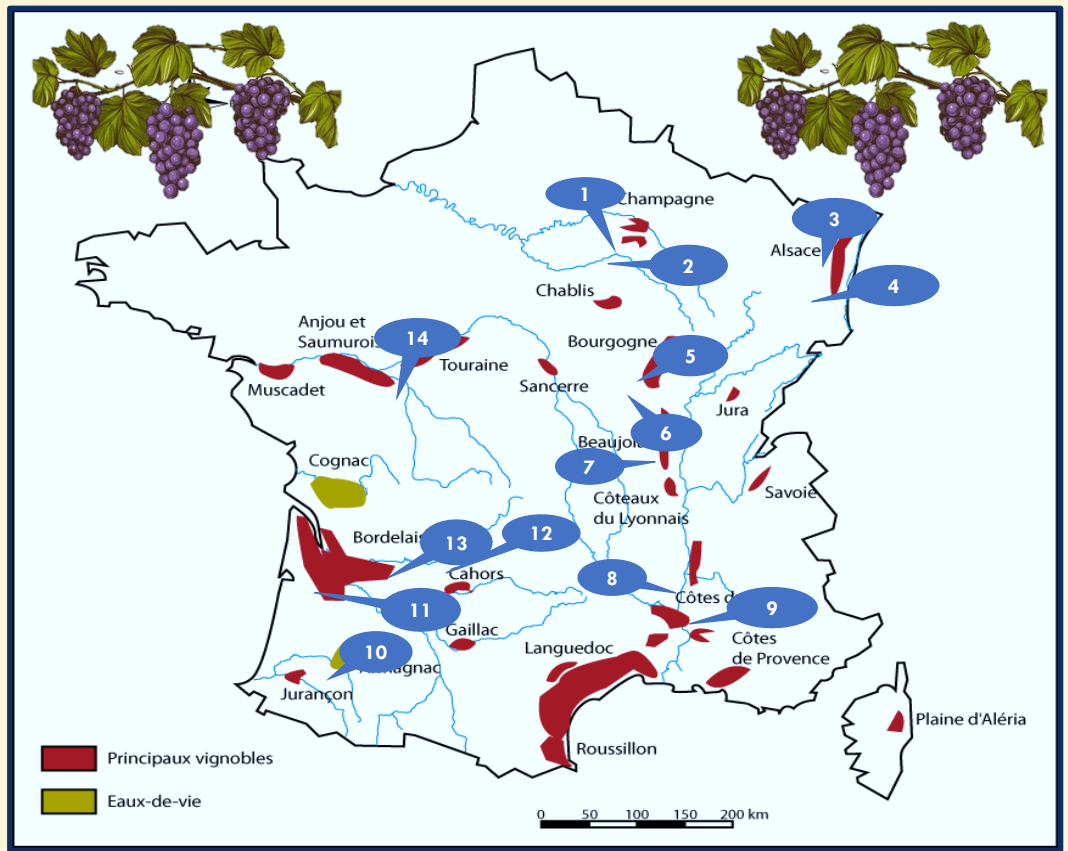 1
Champagne
3
Alsace
2
4
Chablis
Anjou et
Saumurois
14
Bourgogne
5
Touraine
Muscadet
Sancerre
Jura
6
Beaujolais
7
Cognac
Côteaux
du Lyonnais
Savoie
Bordelais
13
12
Cahors
8
Côtes d
9
11
Gaillac
Côtes
de Provence
10
Languedoc
Armagnac
Jurançon
Plaine d'Aléria
Roussillon
Principaux vignobles
Eaux-de-vie
0 50 100 150 200 km